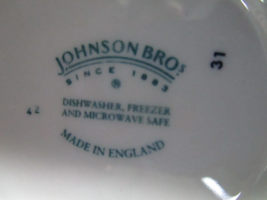 JOHNSON BROS
SINCE 1883
®
DISHWASHER, FREEZER
AND MICROWAVE SAFE
MADE IN ENGLAND
42
31